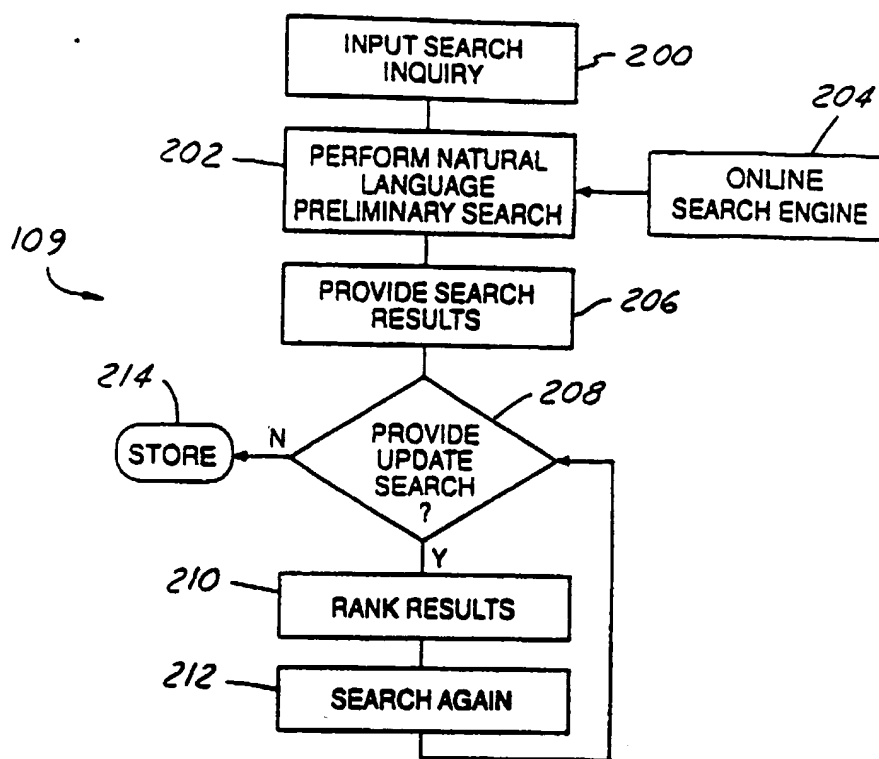 INPUT SEARCH
INQUIRY
200
204
202
PERFORM NATURAL
LANGUAGE
PRELIMINARY SEARCH
ONLINE
SEARCH ENGINE
109
PROVIDE SEARCH
RESULTS
206
214
208
STORE
N
PROVIDE
UPDATE
SEARCH
?
Y
210
RANK RESULTS
212
SEARCH AGAIN